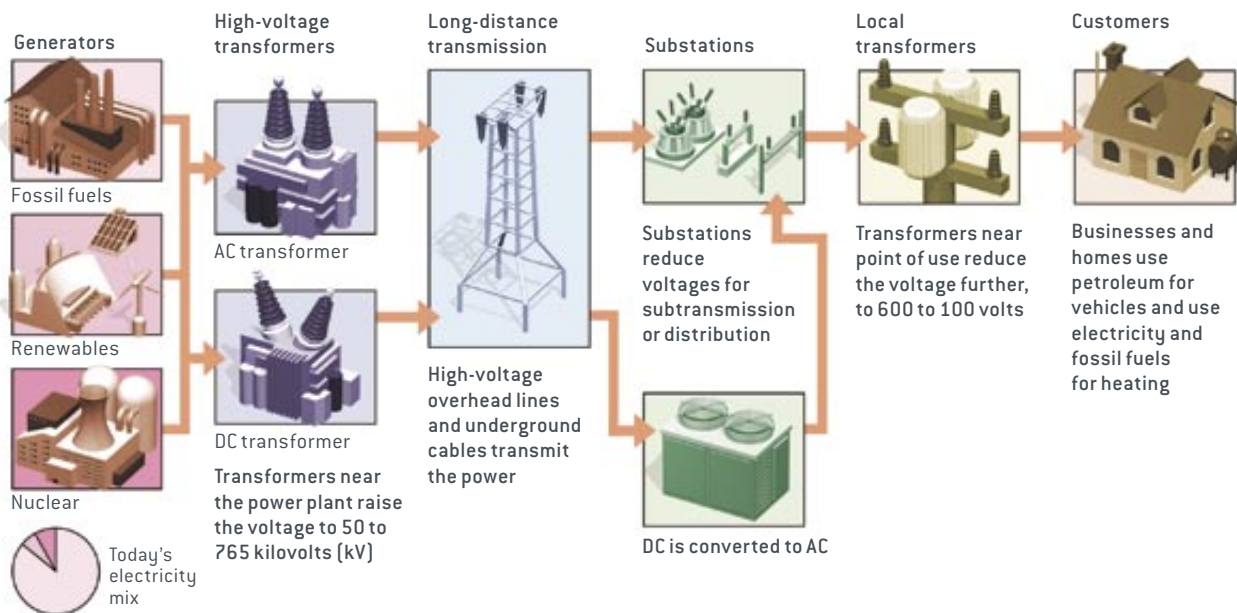 Generators
Fossil fuels
Renewables
Nuclear
Today's
electricity
mix
High-voltage
transformers
AC transformer
DC transformer
Transformers near
the power plant raise
the voltage to 50 to
765 kilovolts (kV)
Long-distance
transmission
High-voltage
overhead lines
and underground
cables transmit
the power
Substations
Substations
reduce
voltages for
subtransmission
or distribution
DC is converted to AC
Local
transformers
Transformers near
point of use reduce
the voltage further,
to 600 to 100 volts
Customers
Businesses and
homes use
petroleum for
vehicles and use
electricity and
fossil fuels
for heating